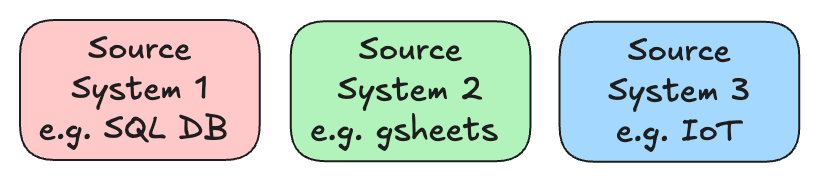 Source
System 1
e.g. SQL DB
Source
System 2
e.g. gsheets
Source
System 3
e.g. IoT